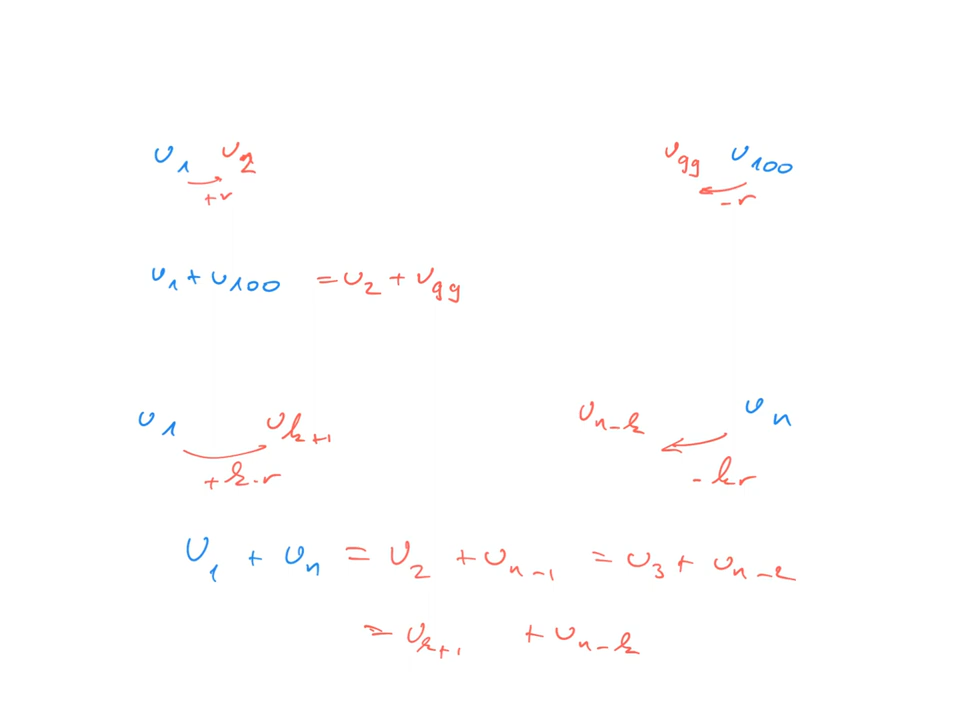 u₁ u₂ u₉₉ u₁₀₀
+r -r
u₁ + u₁₀₀ = u₂ + u₉₉
u₁ uₖ₊₁ uₙ₋ₖ uₙ
+k·r -kr
U₁ + uₙ = U₂ + uₙ₋₁ = u₃ + uₙ₋₂
= uₖ₊₁ + uₙ₋ₖ